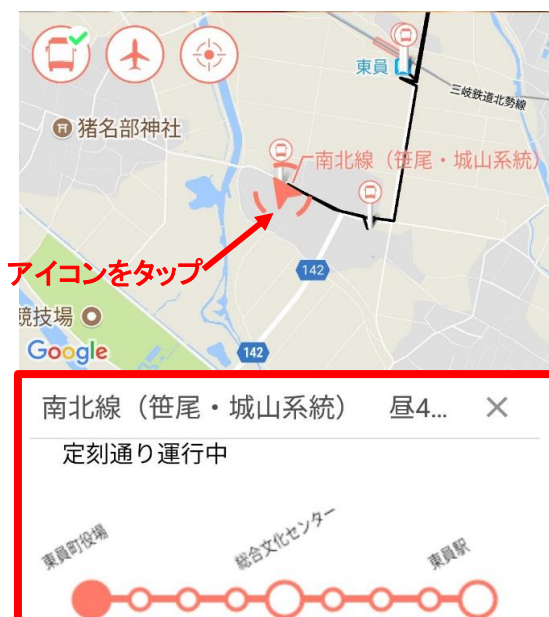 東員
三岐鉄道北勢線
猪名部神社
南北線（笹尾・城山系統）
アイコンをタップ
142
競技場
Google
142
南北線（笹尾・城山系統） 昼4...
定刻通り運行中
東員町役場
総合文化センター
東員駅